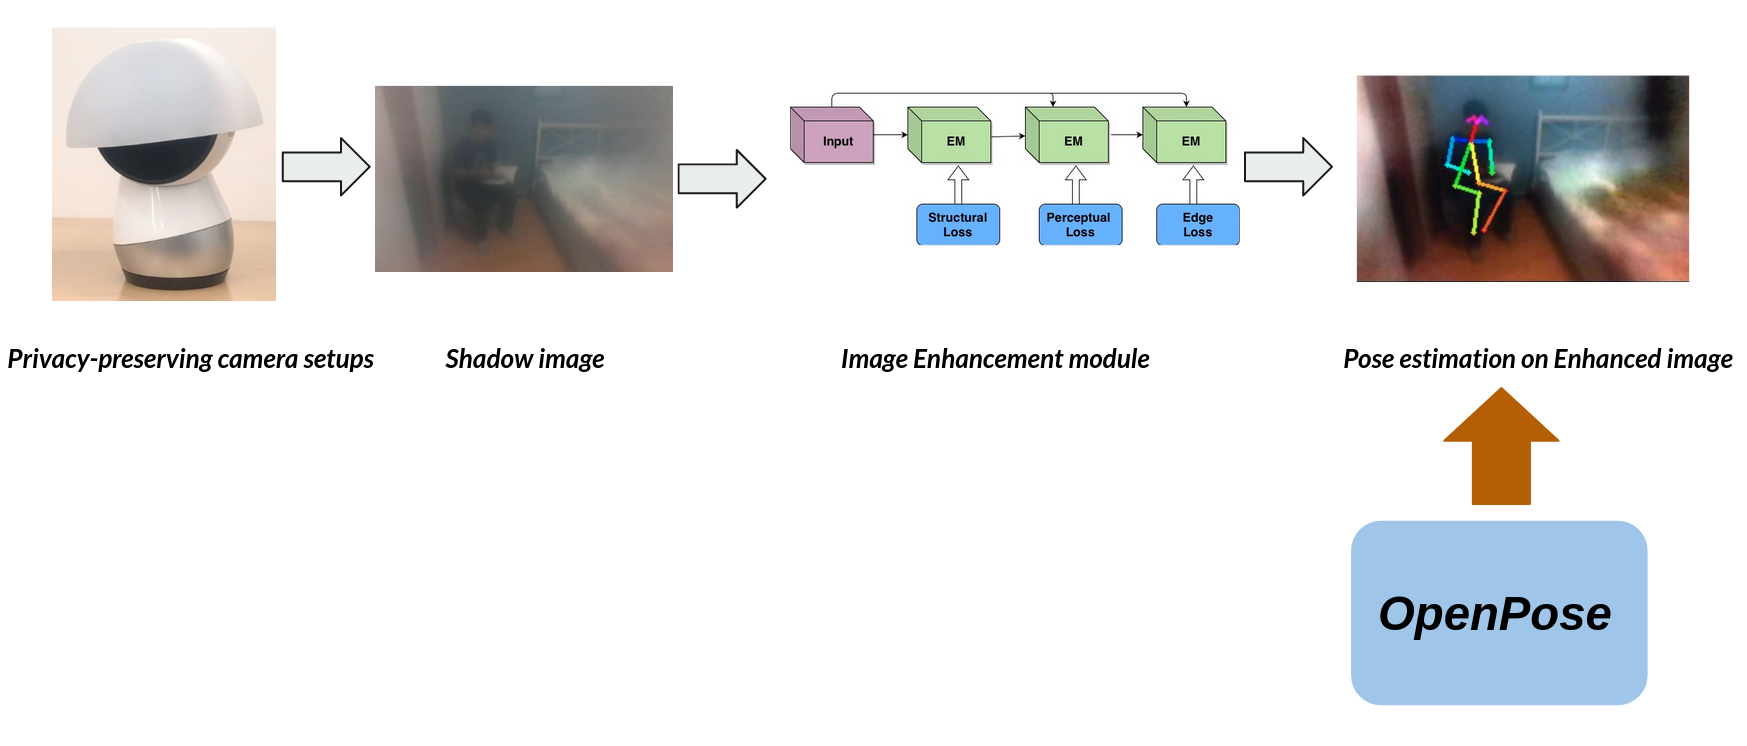 Input
EM
EM
EM
Structural
Loss
Perceptual
Loss
Edge
Loss
Privacy-preserving camera setups
Shadow image
Image Enhancement module
Pose estimation on Enhanced image
OpenPose